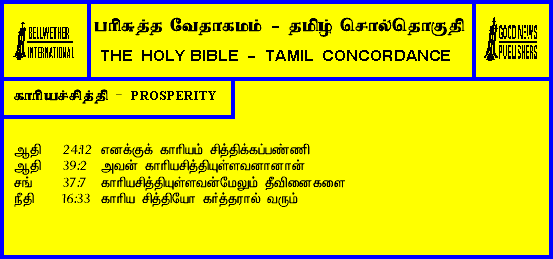 BELLWETHER
INTERNATIONAL
பரிசுத்த வேதாகமம் - தமிழ் சொல்தொகுதி
THE HOLY BIBLE - TAMIL CONCORDANCE
GOOD NEWS
PUBLISHERS
காரியச்சித்தி - PROSPERITY
ஆதி 24:12 எனக்குக் காரியம் சித்திக்கப்பண்ணி
ஆதி 39:2 அவன் காரியசித்தியுள்ளவனானான்
சங் 37:7 காரியசித்தியுள்ளவன்மேலும் தீவினைகளை
நீதி 16:33 காரிய சித்தியோ கர்த்தரால் வரும்